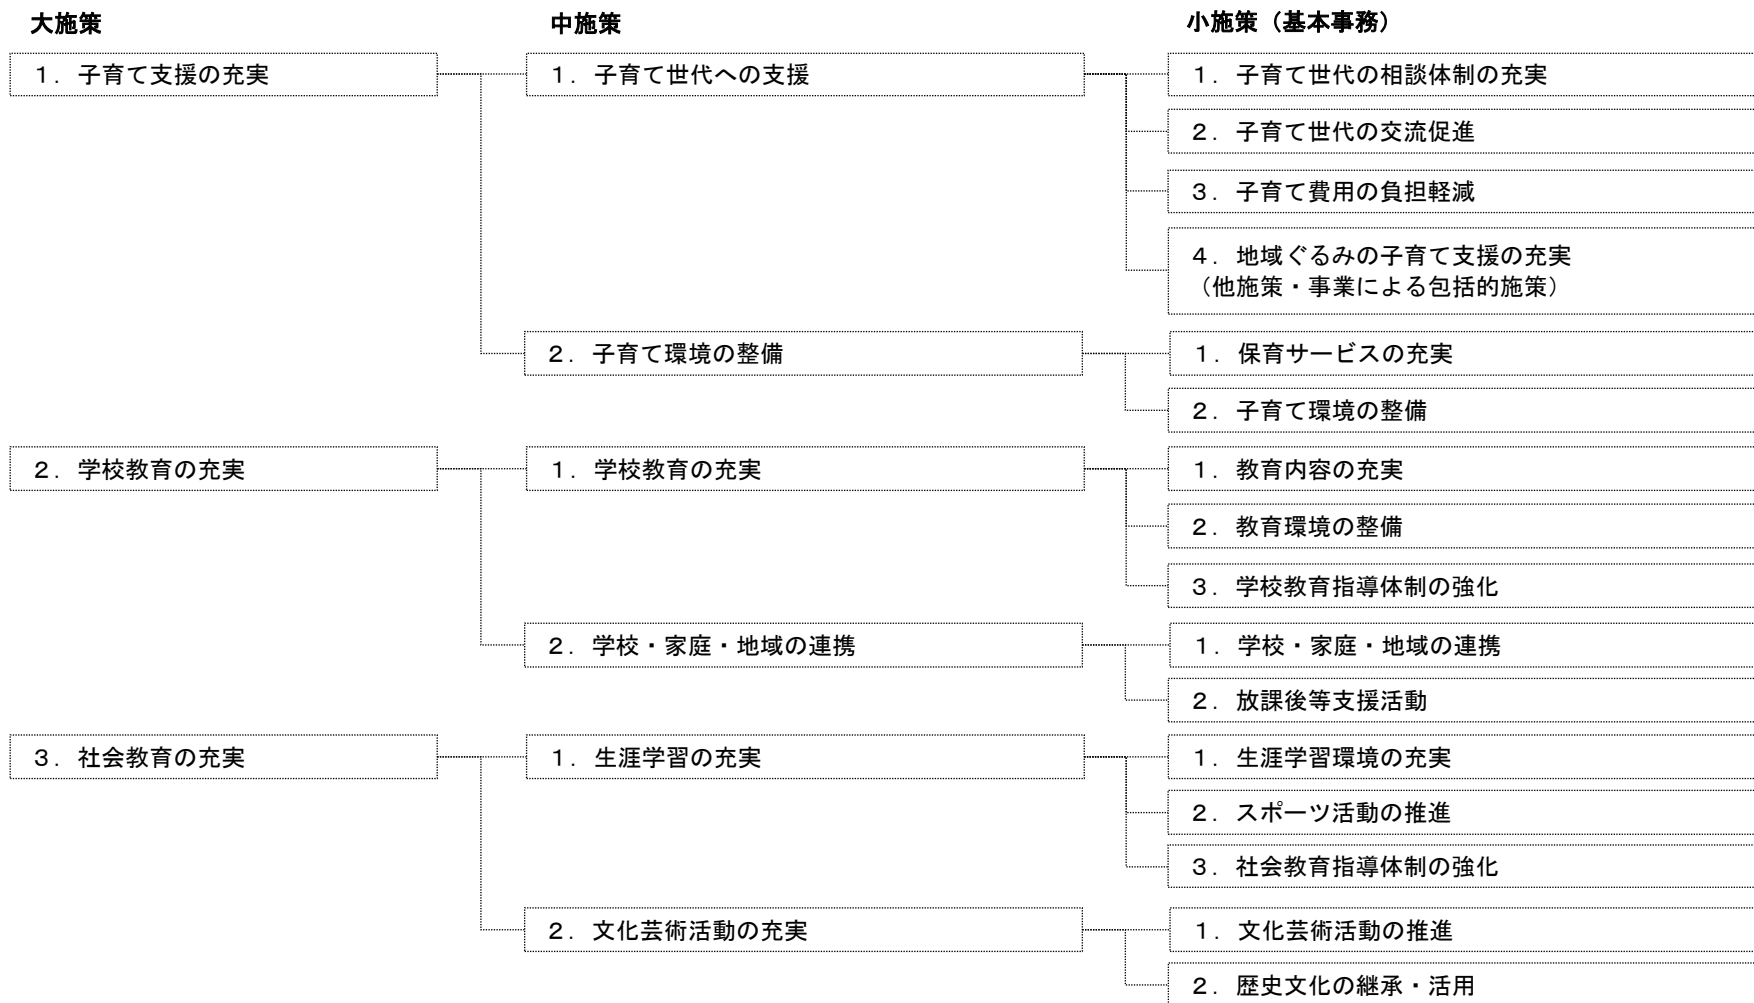 大施策
中施策
小施策（基本事務）
１．子育て支援の充実
１．子育て世代への支援
１．子育て世代の相談体制の充実
２．子育て世代の交流促進
３．子育て費用の負担軽減
４．地域ぐるみの子育て支援の充実
（他施策・事業による包括的施策）
２．子育て環境の整備
１．保育サービスの充実
２．子育て環境の整備
２．学校教育の充実
１．学校教育の充実
１．教育内容の充実
２．教育環境の整備
３．学校教育指導体制の強化
２．学校・家庭・地域の連携
１．学校・家庭・地域の連携
２．放課後等支援活動
３．社会教育の充実
１．生涯学習の充実
１．生涯学習環境の充実
２．スポーツ活動の推進
３．社会教育指導体制の強化
２．文化芸術活動の充実
１．文化芸術活動の推進
２．歴史文化の継承・活用